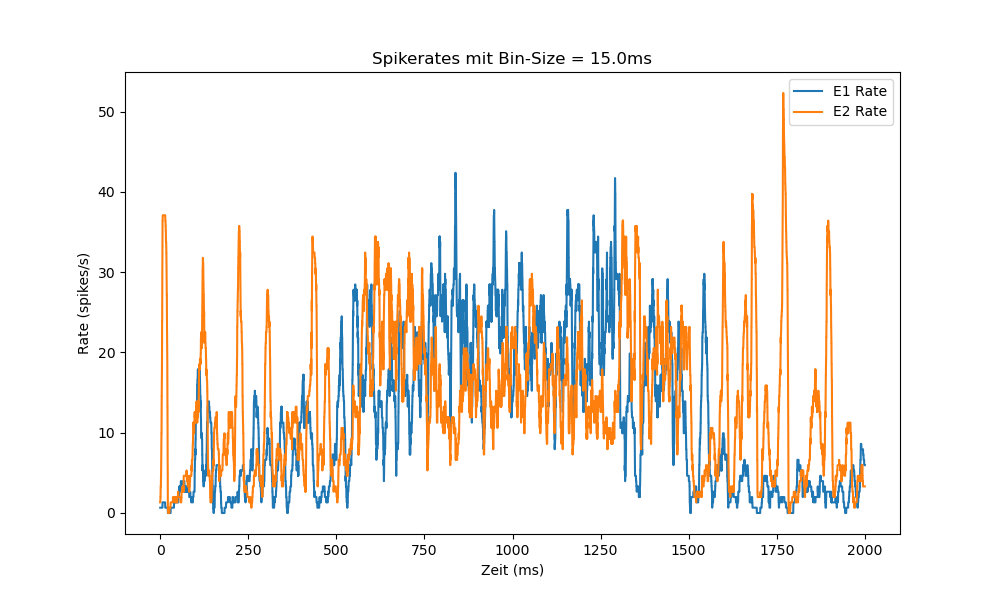 Spikerates mit Bin-Size = 15.0ms
E1 Rate
E2 Rate
50
40
30
20
10
0
Rate (spikes/s)
0 250 500 750 1000 1250 1500 1750 2000
Zeit (ms)